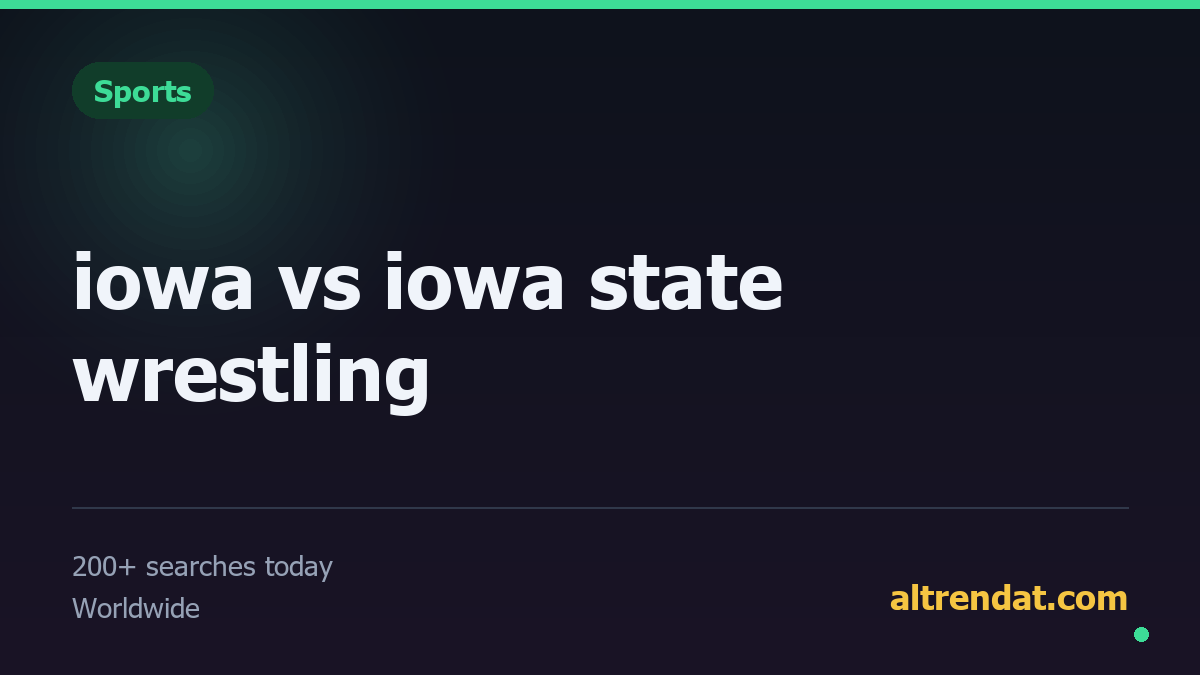 Sports
iowa vs iowa state
wrestling
200+ searches today
Worldwide
altrendat.com